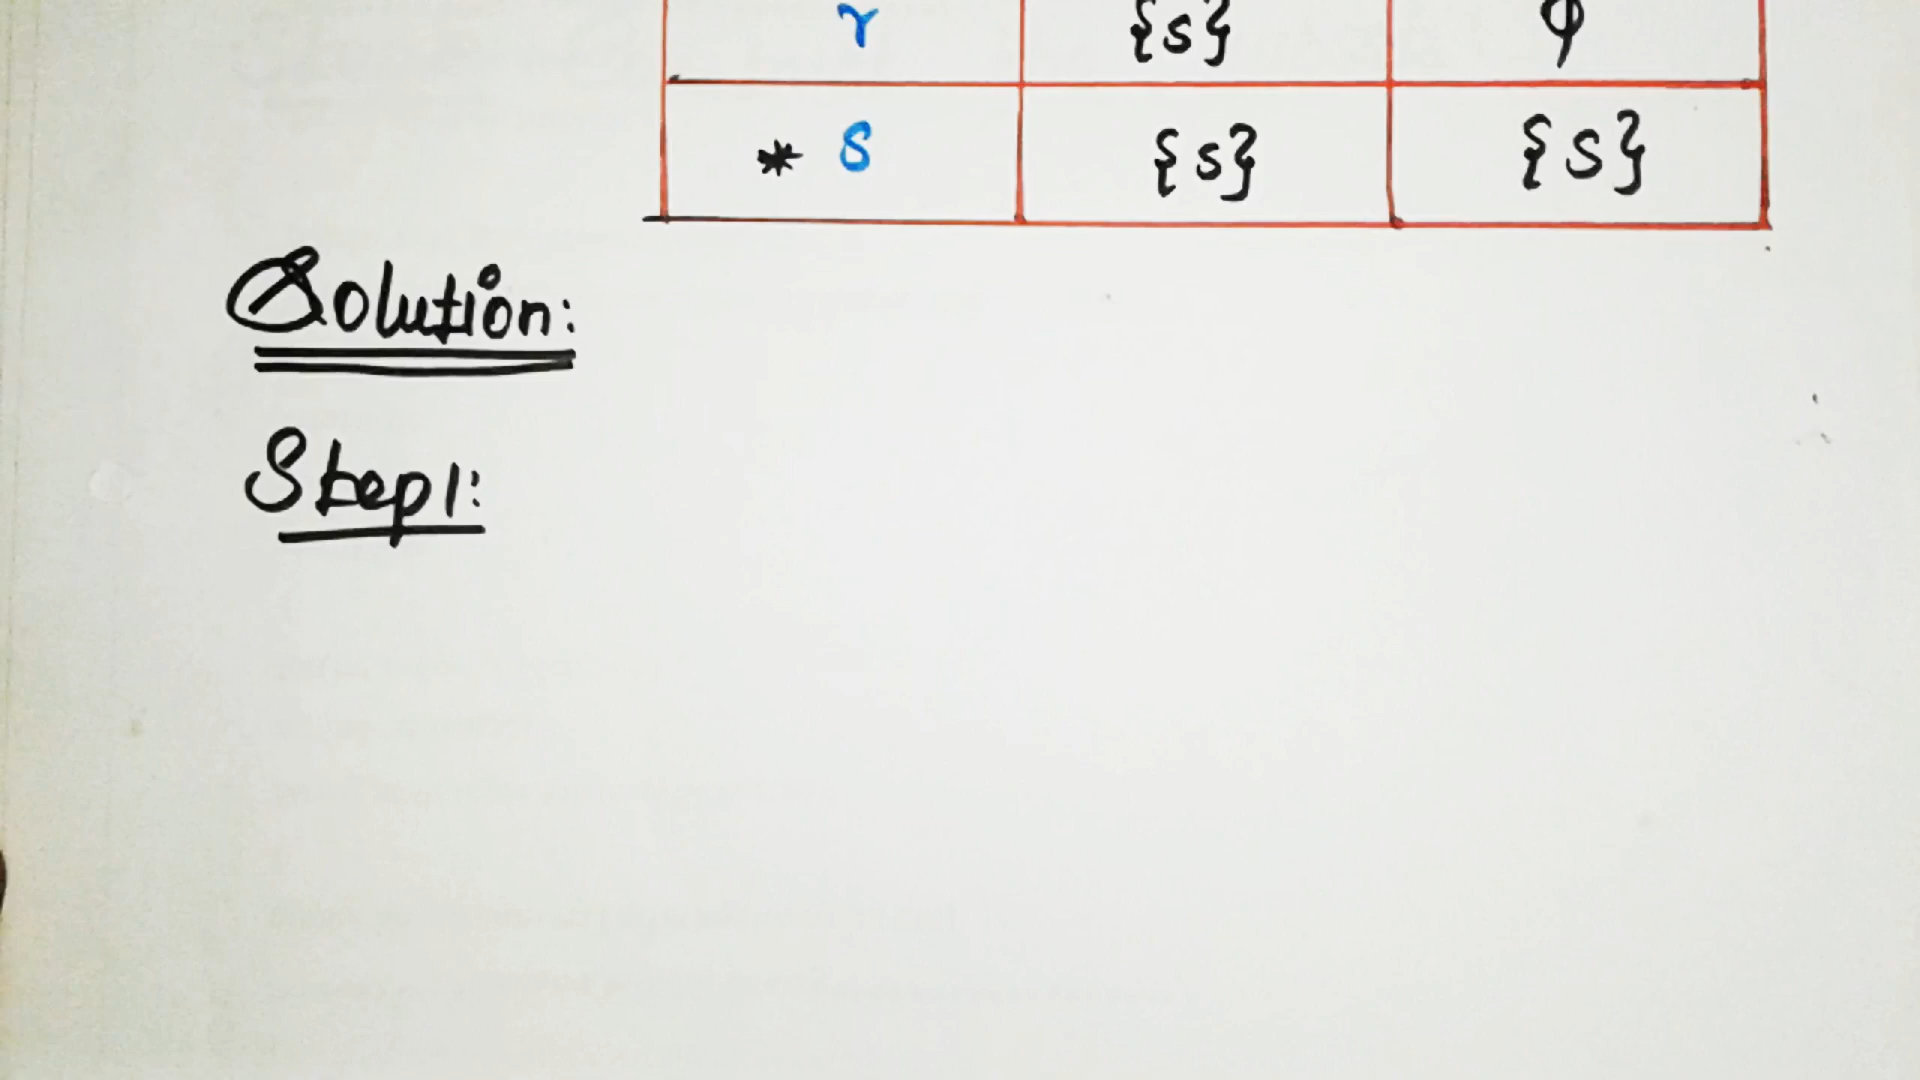 r {s} φ
* s {s} {s}
Solution:
Step1: